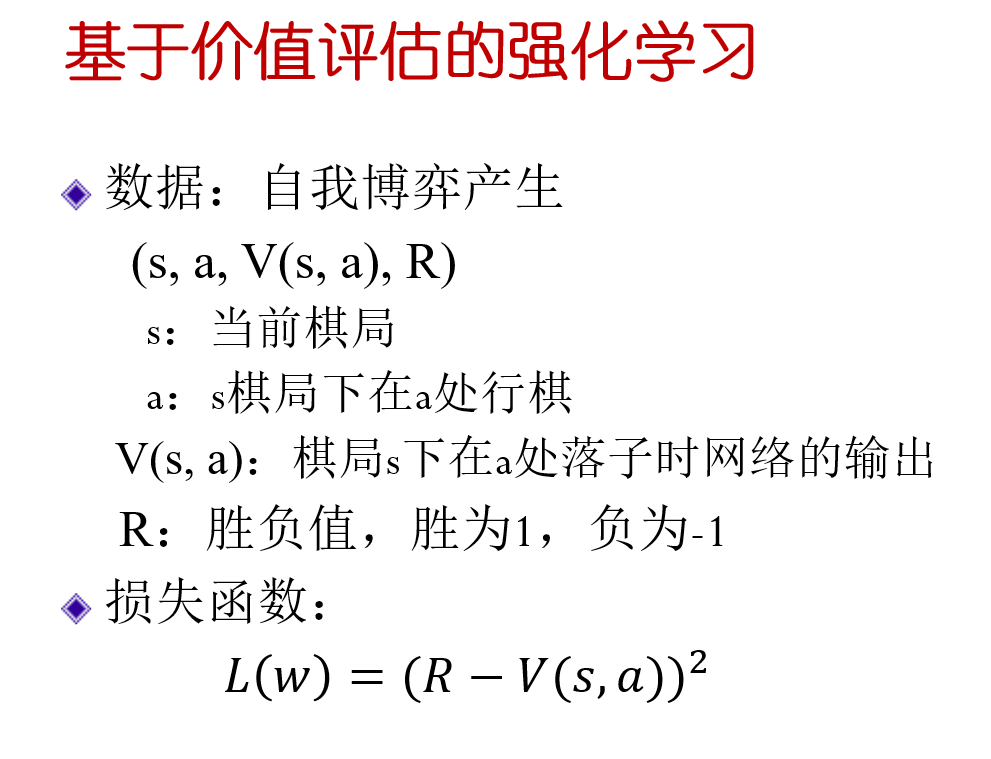 基于价值评估的强化学习
数据：自我博弈产生
(s, a, V(s, a), R)
s：当前棋局
a：s棋局下在a处行棋
V(s, a)：棋局s下在a处落子时网络的输出
R：胜负值，胜为1，负为-1
损失函数：
L(w) = (R − V(s, a))²